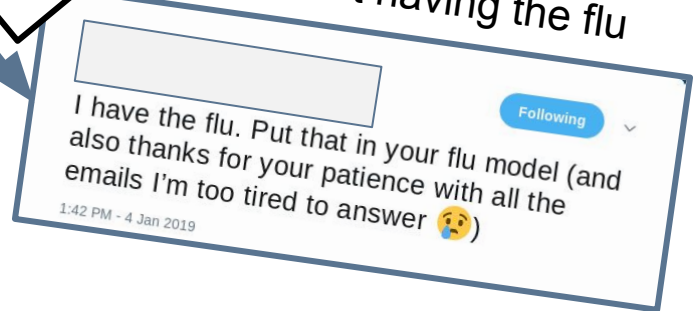 having the flu
Following
I have the flu. Put that in your flu model (and
also thanks for your patience with all the
emails I'm too tired to answer 😢)
1:42 PM - 4 Jan 2019